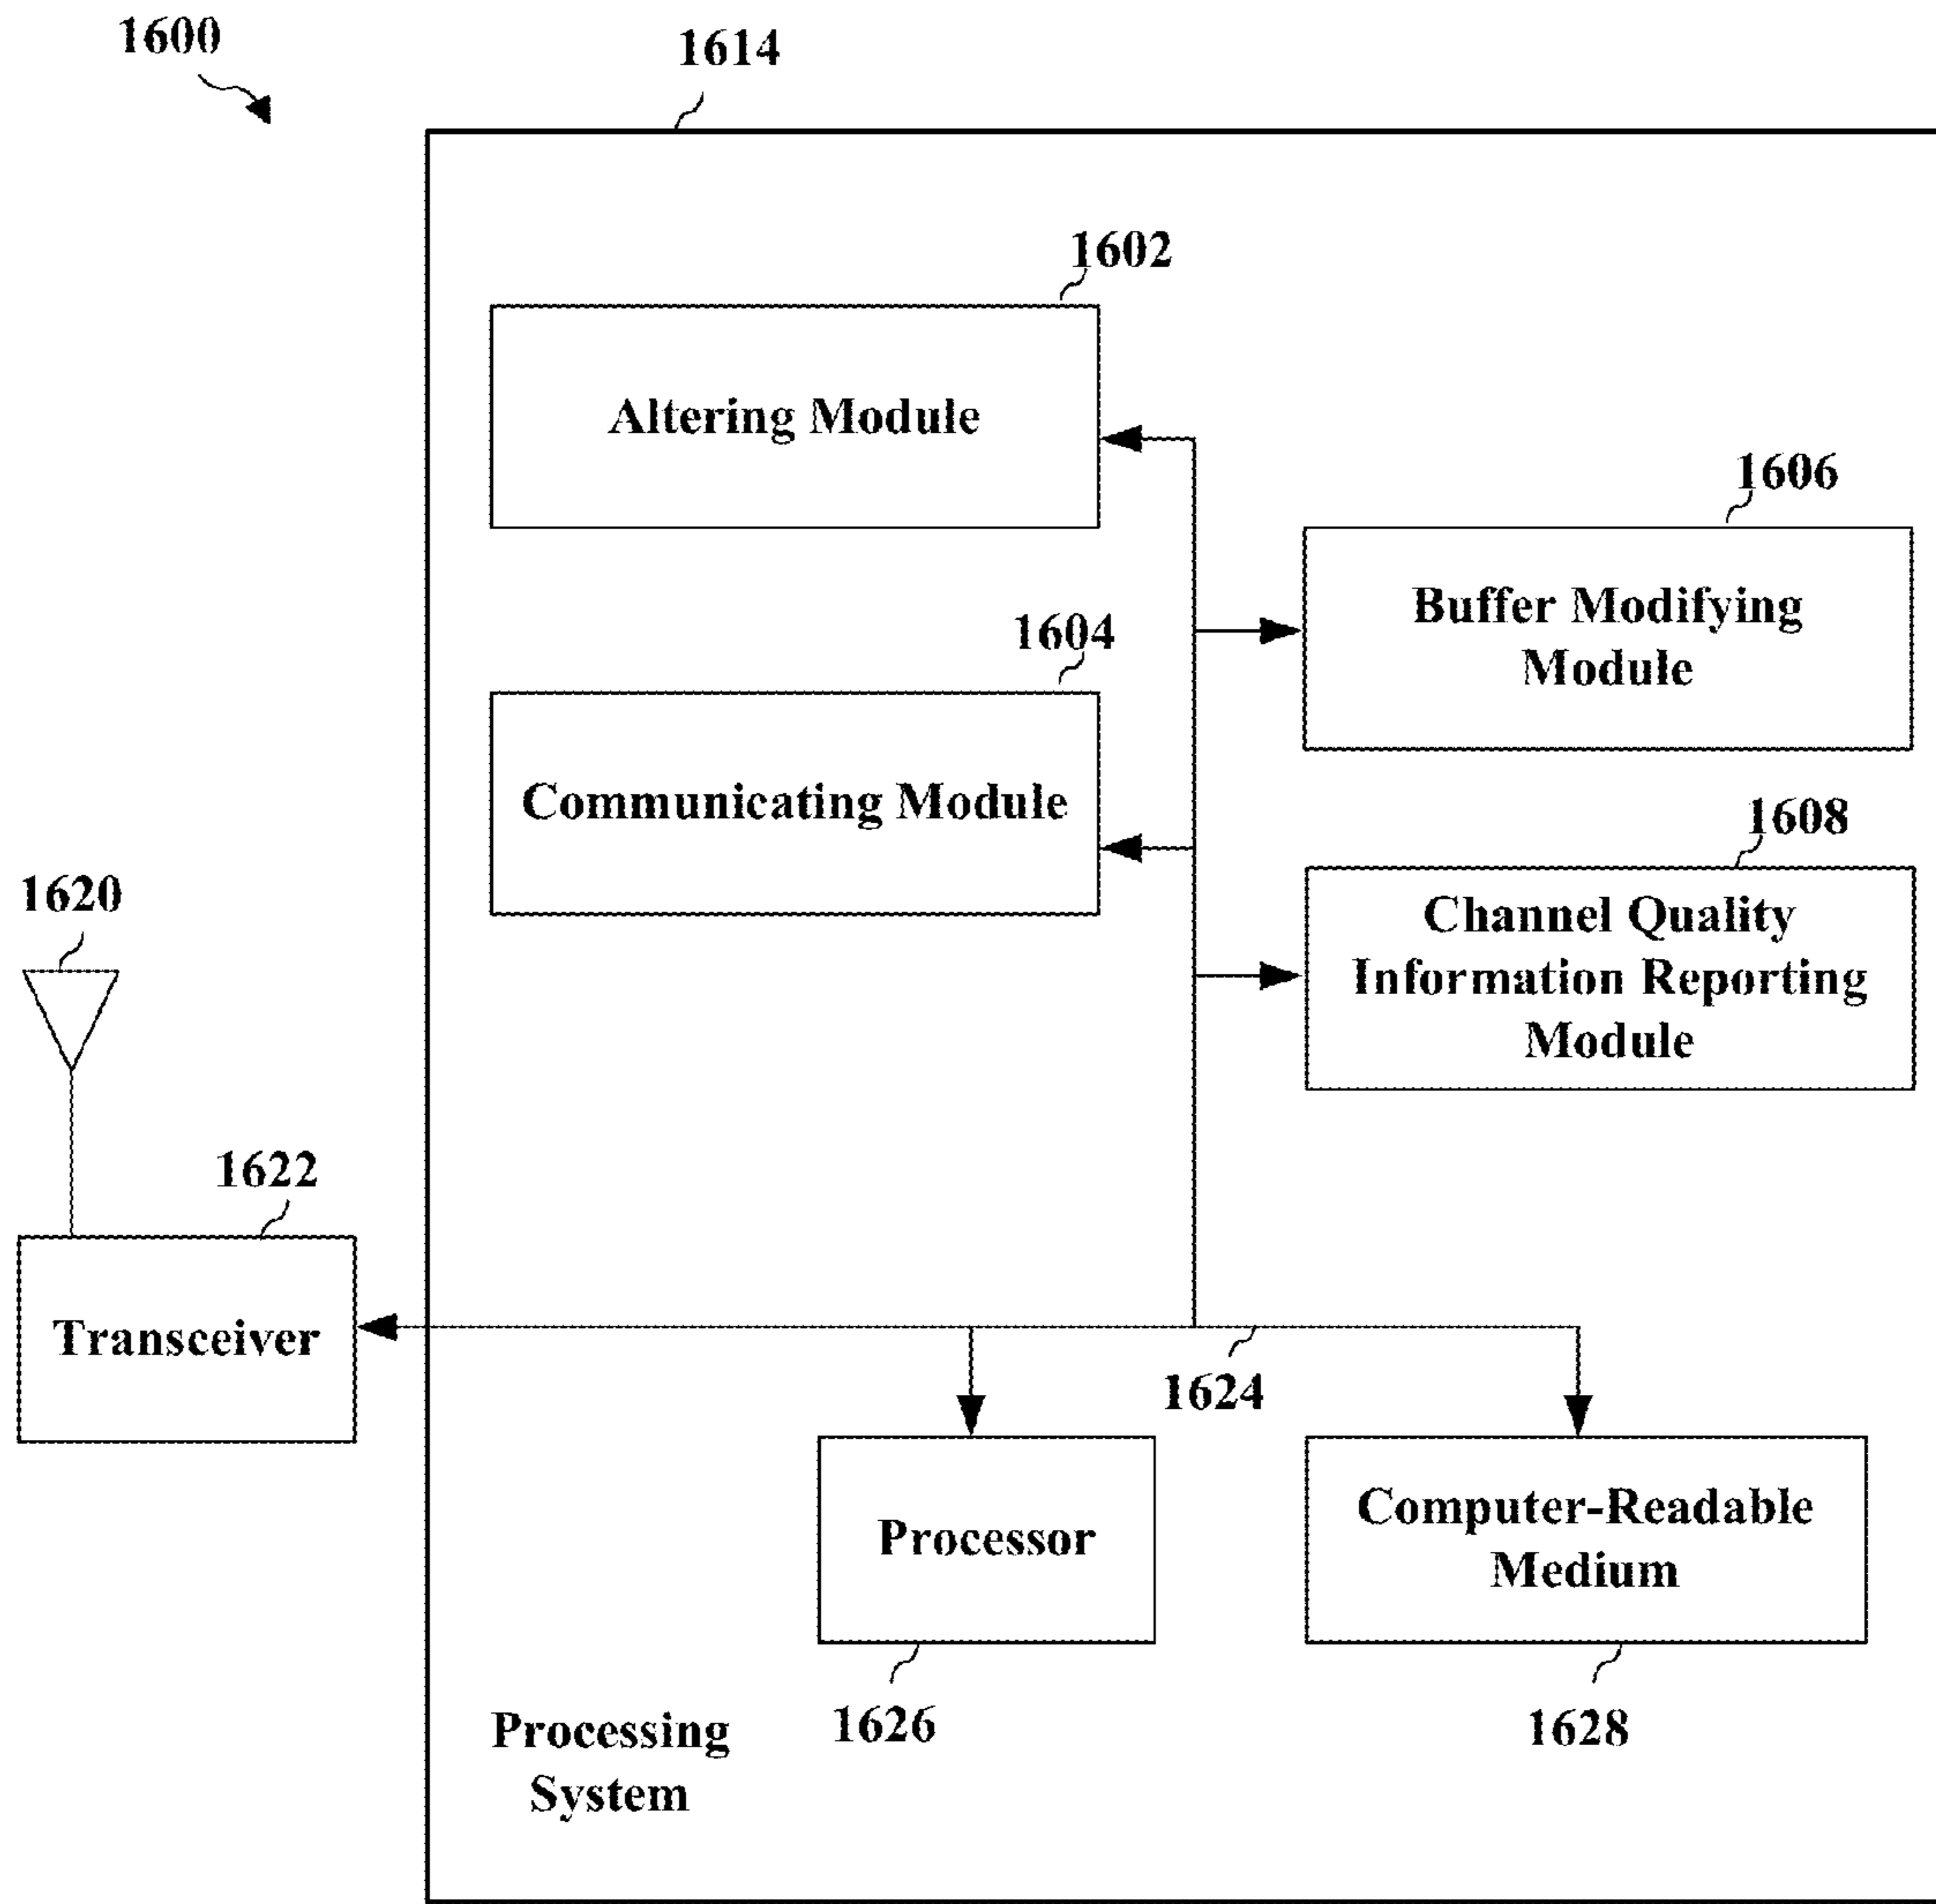 1600
1614
1602
Altering Module
1606
Buffer Modifying
Module
1604
Communicating Module
1608
Channel Quality
Information Reporting
Module
1620
1622
Transceiver
1624
Processor
Computer-Readable
Medium
1626
1628
Processing
System